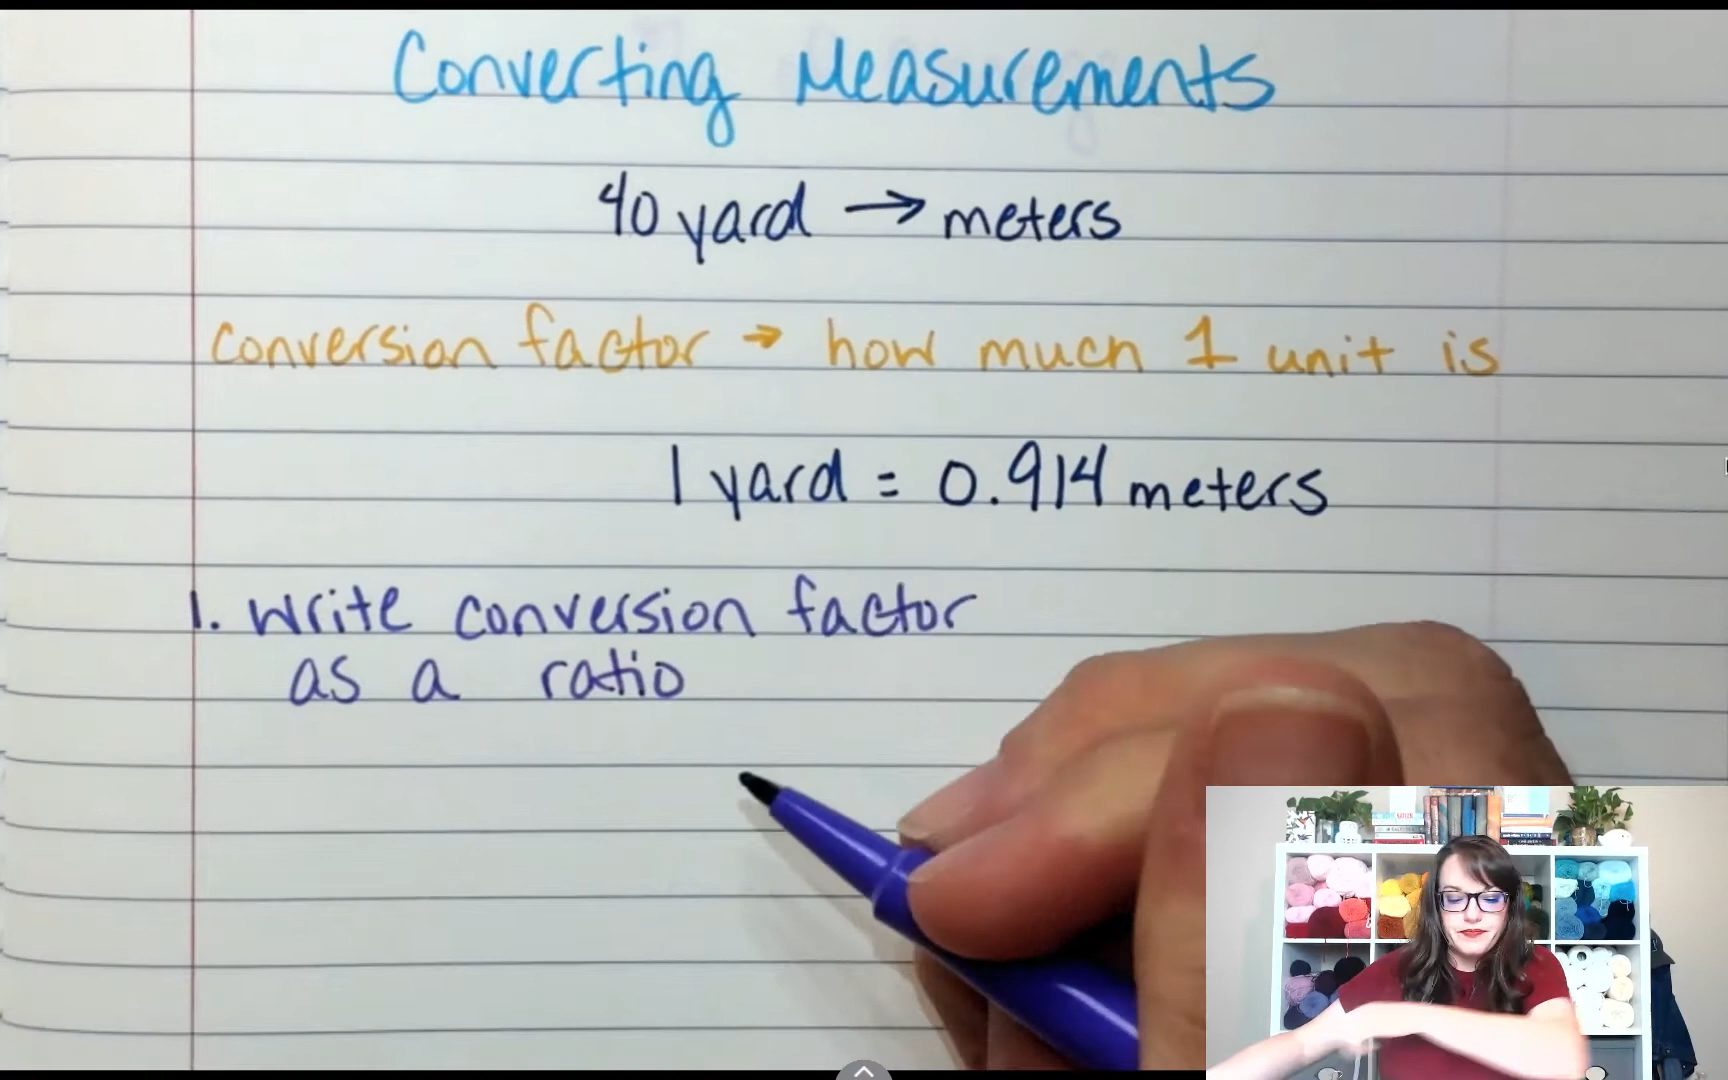 Converting Measurements
40 yard → meters
conversion factor → how much 1 unit is
1 yard = 0.914 meters
1. Write conversion factor
as a ratio